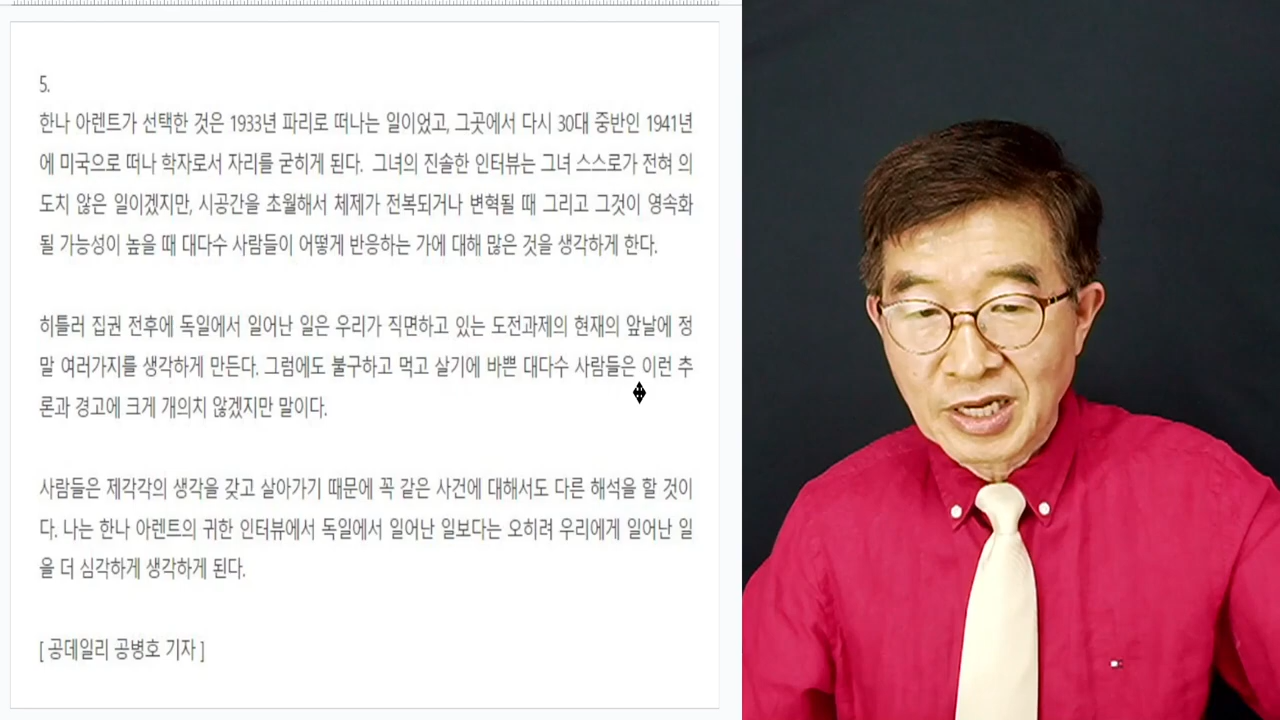 5.
한나 아렌트가 선택한 것은 1933년 파리로 떠나는 일이었고, 그곳에서 다시 30대 중반인 1941년
에 미국으로 떠나 학자로서 자리를 굳히게 된다. 그녀의 진솔한 인터뷰는 그녀 스스로가 전혀 의
도치 않은 일이겠지만, 시공간을 초월해서 체제가 전복되거나 변혁될 때 그리고 그것이 영속화
될 가능성이 높을 때 대다수 사람들이 어떻게 반응하는 가에 대해 많은 것을 생각하게 한다.
히틀러 집권 전후에 독일에서 일어난 일은 우리가 직면하고 있는 도전과제의 현재의 앞날에 정
말 여러가지를 생각하게 만든다. 그럼에도 불구하고 먹고 살기에 바쁜 대다수 사람들은 이런 추
론과 경고에 크게 개의치 않겠지만 말이다.
사람들은 제각각의 생각을 갖고 살아가기 때문에 꼭 같은 사건에 대해서도 다른 해석을 할 것이
다. 나는 한나 아렌트의 귀한 인터뷰에서 독일에서 일어난 일보다는 오히려 우리에게 일어난 일
을 더 심각하게 생각하게 된다.
[ 공데일리 공병호 기자 ]